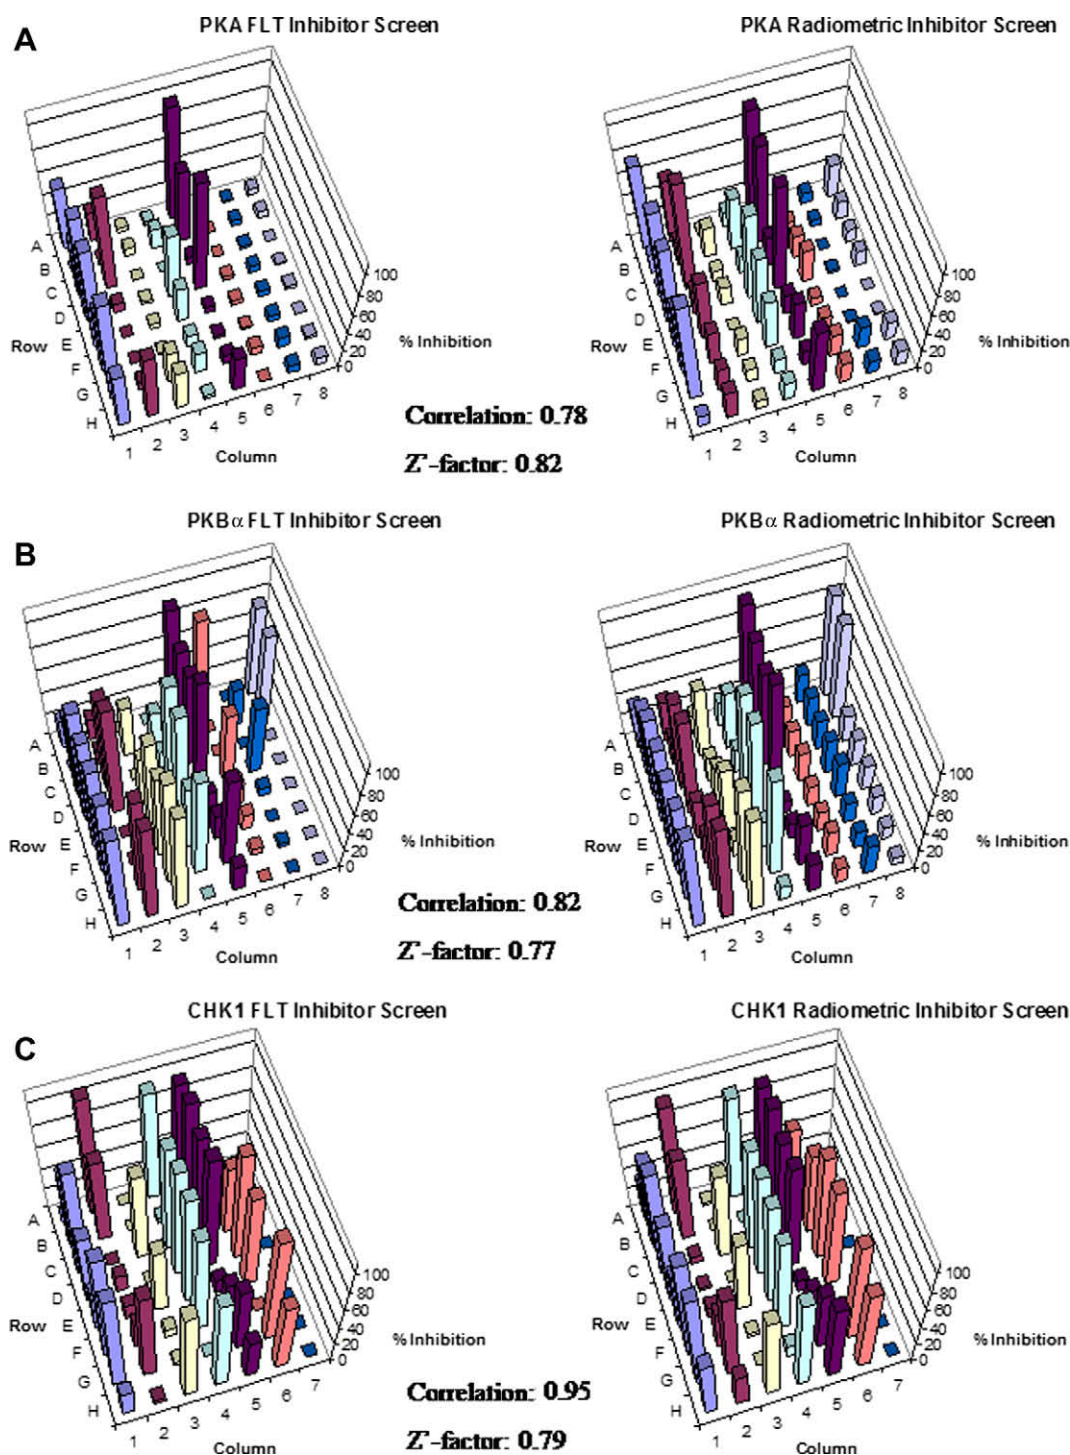 A
PKA FLT Inhibitor Screen
PKA Radiometric Inhibitor Screen
A
B
C
D
E
F
G
H
Row
1 2 3 4 5 6 7 8
Column
100
80
60
40
20
0
% Inhibition
A
B
C
D
E
F
G
H
Row
1 2 3 4 5 6 7 8
Column
100
80
60
40
20
0
% Inhibition
Correlation: 0.78
Z'-factor: 0.82
B
PKBα FLT Inhibitor Screen
PKBα Radiometric Inhibitor Screen
A
B
C
D
E
F
G
H
Row
1 2 3 4 5 6 7 8
Column
100
80
60
40
20
0
% Inhibition
A
B
C
D
E
F
G
H
Row
1 2 3 4 5 6 7 8
Column
100
80
60
40
20
0
% Inhibition
Correlation: 0.82
Z'-factor: 0.77
C
CHK1 FLT Inhibitor Screen
CHK1 Radiometric Inhibitor Screen
A
B
C
D
E
F
G
H
Row
1 2 3 4 5 6 7
Column
100
80
60
40
20
0
% Inhibition
A
B
C
D
E
F
G
H
Row
1 2 3 4 5 6 7
Column
100
80
60
40
20
0
% Inhibition
Correlation: 0.95
Z'-factor: 0.79